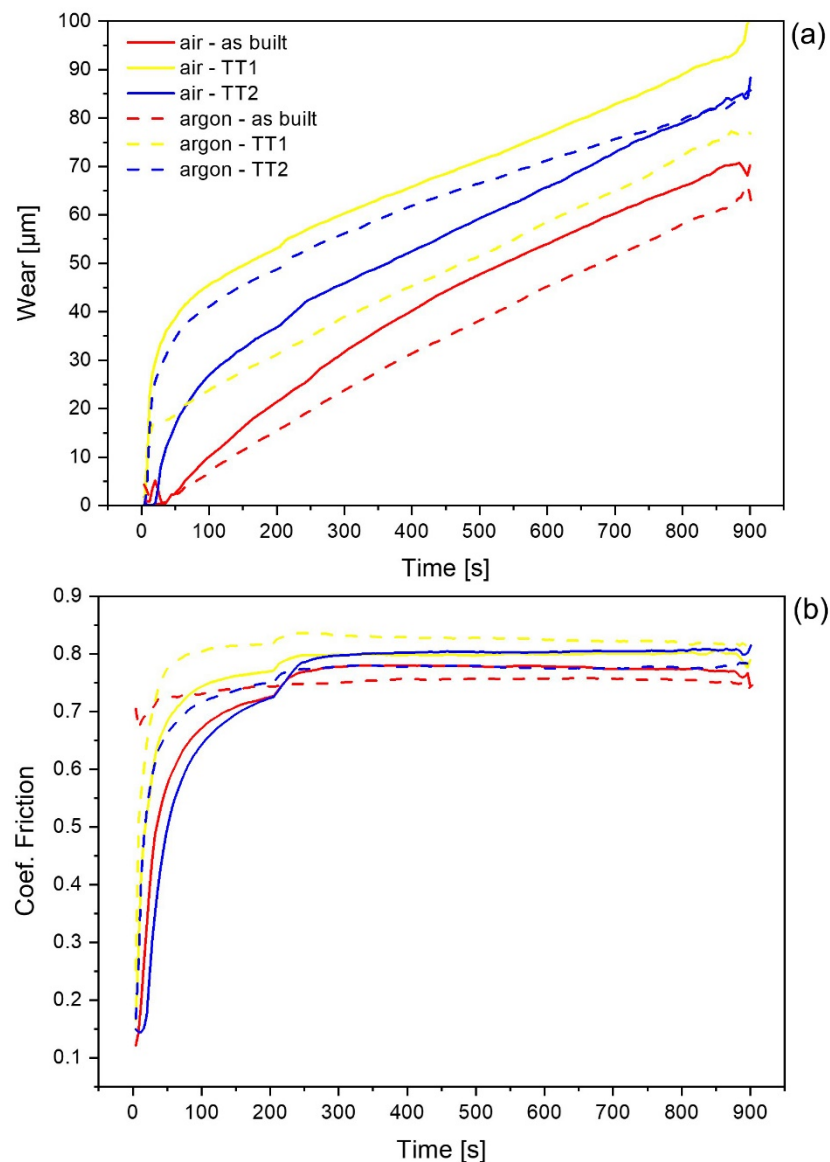 (a)
100
90
80
70
60
50
40
30
20
10
0
Wear [µm]
air - as built
air - TT1
air - TT2
argon - as built
argon - TT1
argon - TT2
0 100 200 300 400 500 600 700 800 900
Time [s]
(b)
0.9
0.8
0.7
0.6
0.5
0.4
0.3
0.2
0.1
Coef. Friction
0 100 200 300 400 500 600 700 800 900
Time [s]